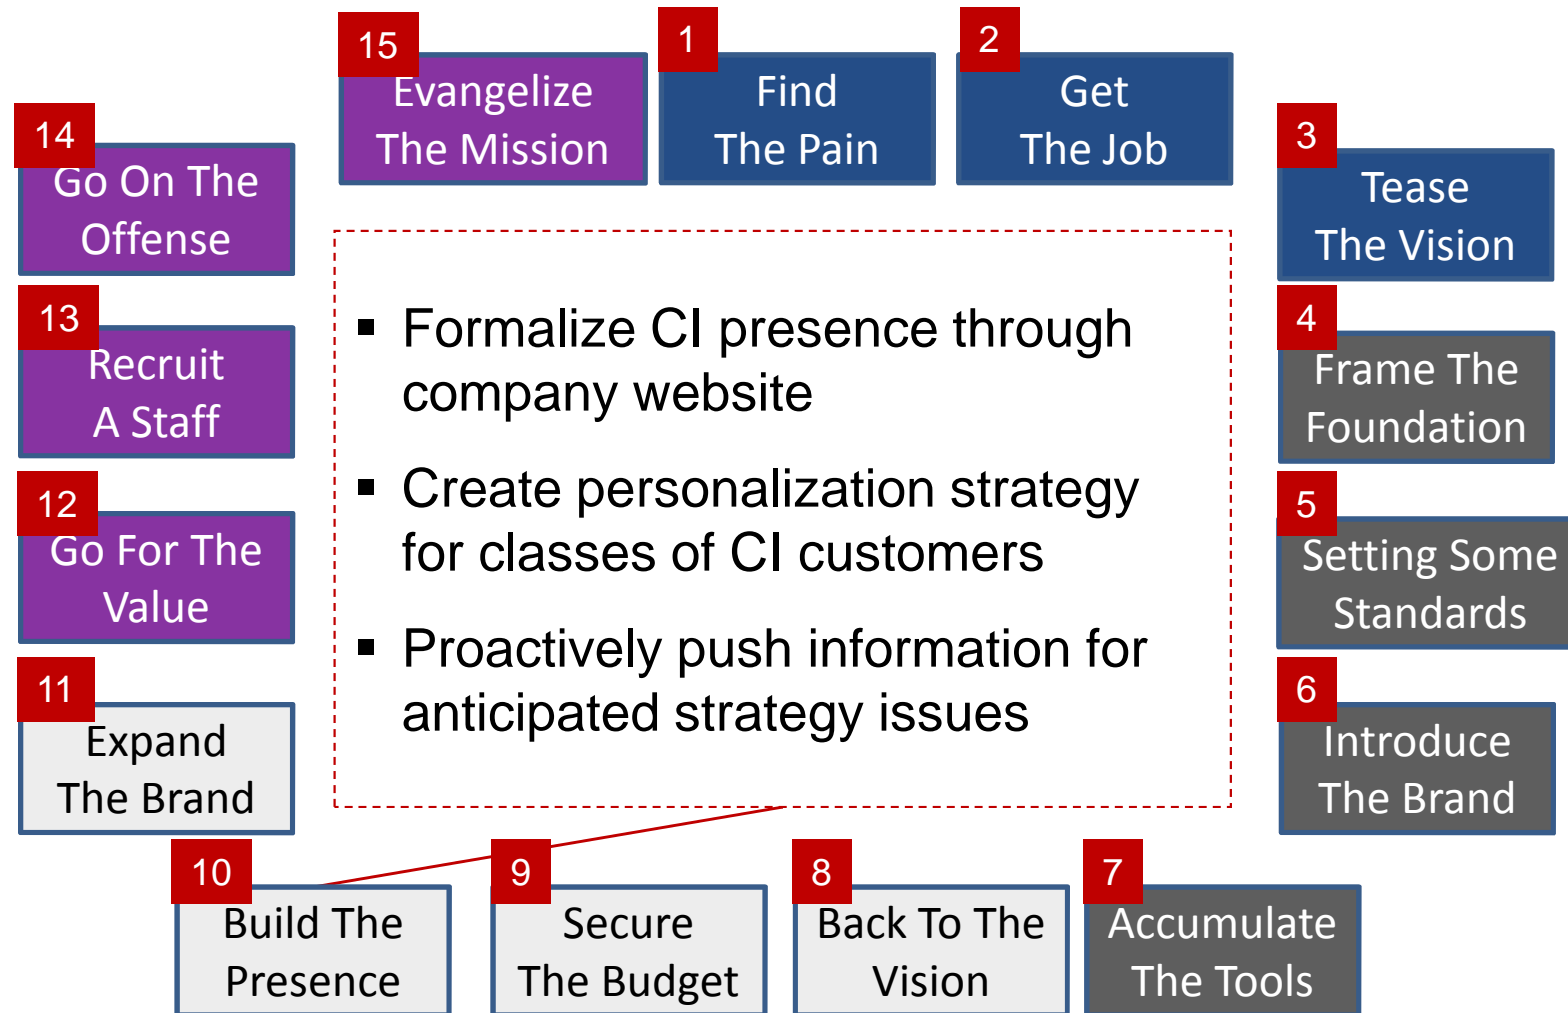 15
Evangelize
The Mission
1
Find
The Pain
2
Get
The Job
3
Tease
The Vision
4
Frame The
Foundation
5
Setting Some
Standards
6
Introduce
The Brand
7
Accumulate
The Tools
8
Back To The
Vision
9
Secure
The Budget
10
Build The
Presence
11
Expand
The Brand
12
Go For The
Value
13
Recruit
A Staff
14
Go On The
Offense
▪ Formalize CI presence through
company website
▪ Create personalization strategy
for classes of CI customers
▪ Proactively push information for
anticipated strategy issues